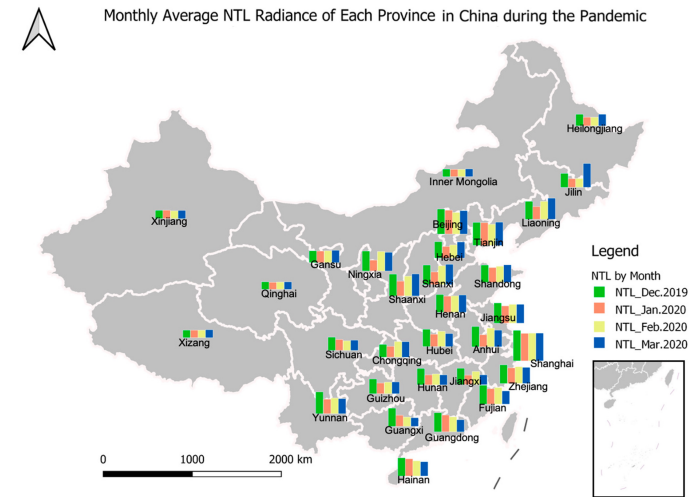 Monthly Average NTL Radiance of Each Province in China during the Pandemic
Heilongjiang
Jilin
Inner Mongolia
Liaoning
Xinjiang
Beijing
Tianjin
Hebei
Gansu
Ningxia
Shanxi
Shandong
Qinghai
Shaanxi
Henan
Jiangsu
Xizang
Sichuan
Chongqing
Hubei
Anhui
Shanghai
Hunan
Jiangxi
Zhejiang
Guizhou
Fujian
Yunnan
Guangxi
Guangdong
Hainan
Legend
NTL by Month
NTL_Dec.2019
NTL_Jan.2020
NTL_Feb.2020
NTL_Mar.2020
0 1000 2000 km